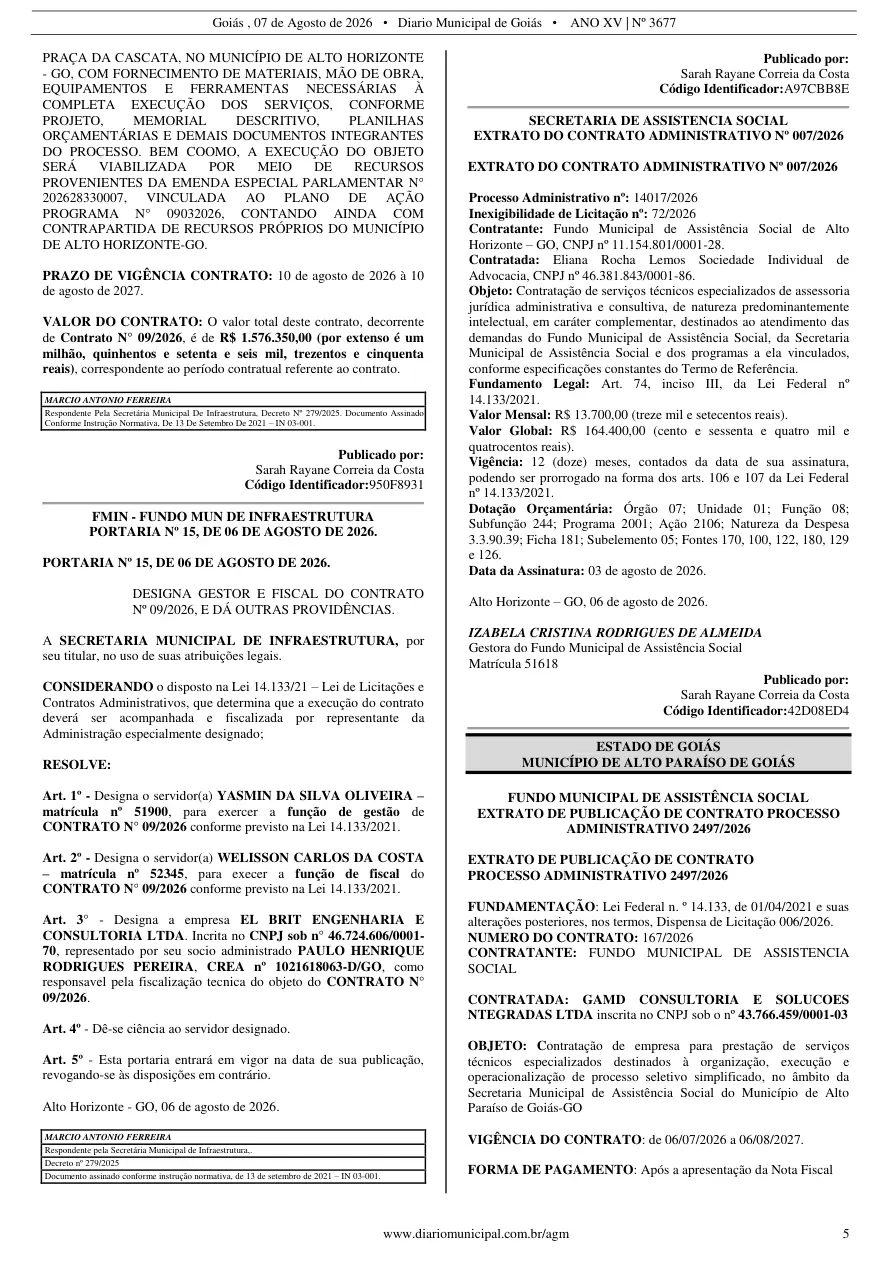 Goiás , 07 de Agosto de 2026 • Diario Municipal de Goiás • ANO XV | Nº 3677
PRAÇA DA CASCATA, NO MUNICÍPIO DE ALTO HORIZONTE
- GO, COM FORNECIMENTO DE MATERIAIS, MÃO DE OBRA,
EQUIPAMENTOS E FERRAMENTAS NECESSÁRIAS À
COMPLETA EXECUÇÃO DOS SERVIÇOS, CONFORME
PROJETO, MEMORIAL DESCRITIVO, PLANILHAS
ORÇAMENTÁRIAS E DEMAIS DOCUMENTOS INTEGRANTES
DO PROCESSO. BEM COOMO, A EXECUÇÃO DO OBJETO
SERÁ VIABILIZADA POR MEIO DE RECURSOS
PROVENIENTES DA EMENDA ESPECIAL PARLAMENTAR N°
202628330007, VINCULADA AO PLANO DE AÇÃO
PROGRAMA N° 09032026, CONTANDO AINDA COM
CONTRAPARTIDA DE RECURSOS PRÓPRIOS DO MUNICÍPIO
DE ALTO HORIZONTE-GO.
PRAZO DE VIGÊNCIA CONTRATO: 10 de agosto de 2026 à 10
de agosto de 2027.
VALOR DO CONTRATO: O valor total deste contrato, decorrente
de Contrato N° 09/2026, é de R$ 1.576.350,00 (por extenso é um
milhão, quinhentos e setenta e seis mil, trezentos e cinquenta
reais), correspondente ao período contratual referente ao contrato.
MARCIO ANTONIO FERREIRA
Respondente Pela Secretária Municipal De Infraestrutura, Decreto Nº 279/2025. Documento Assinado
Conforme Instrução Normativa, De 13 De Setembro De 2021 – IN 03-001.
Publicado por:
Sarah Rayane Correia da Costa
Código Identificador:950F8931
FMIN - FUNDO MUN DE INFRAESTRUTURA
PORTARIA Nº 15, DE 06 DE AGOSTO DE 2026.
PORTARIA Nº 15, DE 06 DE AGOSTO DE 2026.
DESIGNA GESTOR E FISCAL DO CONTRATO
Nº 09/2026, E DÁ OUTRAS PROVIDÊNCIAS.
A SECRETARIA MUNICIPAL DE INFRAESTRUTURA, por
seu titular, no uso de suas atribuições legais.
CONSIDERANDO o disposto na Lei 14.133/21 – Lei de Licitações e
Contratos Administrativos, que determina que a execução do contrato
deverá ser acompanhada e fiscalizada por representante da
Administração especialmente designado;
RESOLVE:
Art. 1º - Designa o servidor(a) YASMIN DA SILVA OLIVEIRA –
matrícula nº 51900, para exercer a função de gestão de
CONTRATO N° 09/2026 conforme previsto na Lei 14.133/2021.
Art. 2º - Designa o servidor(a) WELISSON CARLOS DA COSTA
– matrícula nº 52345, para execer a função de fiscal do
CONTRATO N° 09/2026 conforme previsto na Lei 14.133/2021.
Art. 3° - Designa a empresa EL BRIT ENGENHARIA E
CONSULTORIA LTDA. Incrita no CNPJ sob n° 46.724.606/0001-
70, representado por seu socio administrado PAULO HENRIQUE
RODRIGUES PEREIRA, CREA nº 1021618063-D/GO, como
responsavel pela fiscalização tecnica do objeto do CONTRATO N°
09/2026.
Art. 4º - Dê-se ciência ao servidor designado.
Art. 5º - Esta portaria entrará em vigor na data de sua publicação,
revogando-se às disposições em contrário.
Alto Horizonte - GO, 06 de agosto de 2026.
MARCIO ANTONIO FERREIRA
Respondente pela Secretária Municipal de Infraestrutura,.
Decreto nº 279/2025
Documento assinado conforme instrução normativa, de 13 de setembro de 2021 – IN 03-001.
Publicado por:
Sarah Rayane Correia da Costa
Código Identificador:A97CBB8E
SECRETARIA DE ASSISTENCIA SOCIAL
EXTRATO DO CONTRATO ADMINISTRATIVO Nº 007/2026
EXTRATO DO CONTRATO ADMINISTRATIVO Nº 007/2026
Processo Administrativo nº: 14017/2026
Inexigibilidade de Licitação nº: 72/2026
Contratante: Fundo Municipal de Assistência Social de Alto
Horizonte – GO, CNPJ nº 11.154.801/0001-28.
Contratada: Eliana Rocha Lemos Sociedade Individual de
Advocacia, CNPJ nº 46.381.843/0001-86.
Objeto: Contratação de serviços técnicos especializados de assessoria
jurídica administrativa e consultiva, de natureza predominantemente
intelectual, em caráter complementar, destinados ao atendimento das
demandas do Fundo Municipal de Assistência Social, da Secretaria
Municipal de Assistência Social e dos programas a ela vinculados,
conforme especificações constantes do Termo de Referência.
Fundamento Legal: Art. 74, inciso III, da Lei Federal nº
14.133/2021.
Valor Mensal: R$ 13.700,00 (treze mil e setecentos reais).
Valor Global: R$ 164.400,00 (cento e sessenta e quatro mil e
quatrocentos reais).
Vigência: 12 (doze) meses, contados da data de sua assinatura,
podendo ser prorrogado na forma dos arts. 106 e 107 da Lei Federal
nº 14.133/2021.
Dotação Orçamentária: Órgão 07; Unidade 01; Função 08;
Subfunção 244; Programa 2001; Ação 2106; Natureza da Despesa
3.3.90.39; Ficha 181; Subelemento 05; Fontes 170, 100, 122, 180, 129
e 126.
Data da Assinatura: 03 de agosto de 2026.
Alto Horizonte – GO, 06 de agosto de 2026.
IZABELA CRISTINA RODRIGUES DE ALMEIDA
Gestora do Fundo Municipal de Assistência Social
Matrícula 51618
Publicado por:
Sarah Rayane Correia da Costa
Código Identificador:42D08ED4
ESTADO DE GOIÁS
MUNICÍPIO DE ALTO PARAÍSO DE GOIÁS
FUNDO MUNICIPAL DE ASSISTÊNCIA SOCIAL
EXTRATO DE PUBLICAÇÃO DE CONTRATO PROCESSO
ADMINISTRATIVO 2497/2026
EXTRATO DE PUBLICAÇÃO DE CONTRATO
PROCESSO ADMINISTRATIVO 2497/2026
FUNDAMENTAÇÃO: Lei Federal n. º 14.133, de 01/04/2021 e suas
alterações posteriores, nos termos, Dispensa de Licitação 006/2026.
NUMERO DO CONTRATO: 167/2026
CONTRATANTE: FUNDO MUNICIPAL DE ASSISTENCIA
SOCIAL
CONTRATADA: GAMD CONSULTORIA E SOLUCOES
NTEGRADAS LTDA inscrita no CNPJ sob o nº 43.766.459/0001-03
OBJETO: Contratação de empresa para prestação de serviços
técnicos especializados destinados à organização, execução e
operacionalização de processo seletivo simplificado, no âmbito da
Secretaria Municipal de Assistência Social do Município de Alto
Paraíso de Goiás-GO
VIGÊNCIA DO CONTRATO: de 06/07/2026 a 06/08/2027.
FORMA DE PAGAMENTO: Após a apresentação da Nota Fiscal
www.diariomunicipal.com.br/agm 5